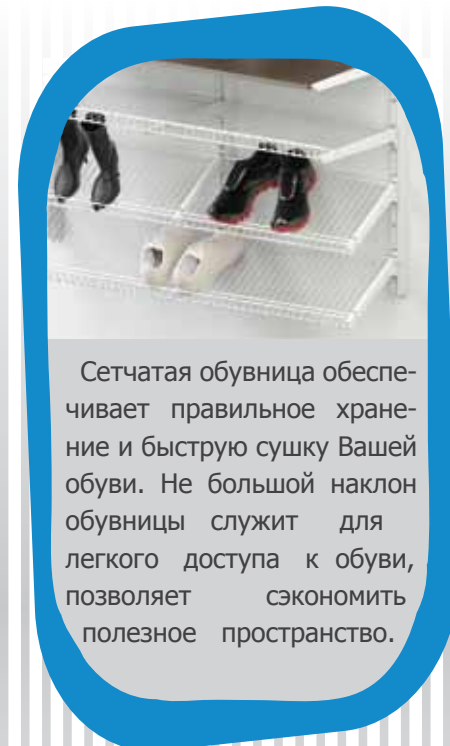 Сетчатая обувница обеспе-
чивает правильное хране-
ние и быструю сушку Вашей
обуви. Не большой наклон
обувницы служит для
легкого доступа к обуви,
позволяет сэкономить
полезное пространство.